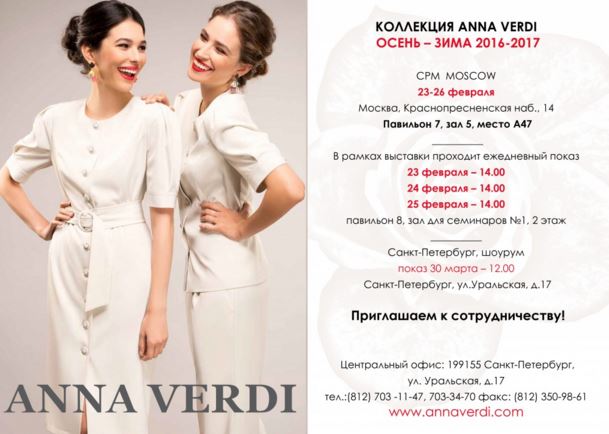 ANNA VERDI
КОЛЛЕКЦИЯ ANNA VERDI
ОСЕНЬ – ЗИМА 2016-2017
CPM MOSCOW
23-26 февраля
Москва, Краснопресненская наб., 14
Павильон 7, зал 5, место А47
В рамках выставки проходит ежедневный показ
23 февраля – 14.00
24 февраля – 14.00
25 февраля – 14.00
павильон 8, зал для семинаров №1, 2 этаж
Санкт-Петербург, шоурум
показ 30 марта – 12.00
Санкт-Петербург, ул.Уральская, д.17
Приглашаем к сотрудничеству!
Центральный офис: 199155 Санкт-Петербург,
ул. Уральская, д.17
тел.:(812) 703 -11-47, 703-34-70 факс: (812) 350-98-61
www.annaverdi.com